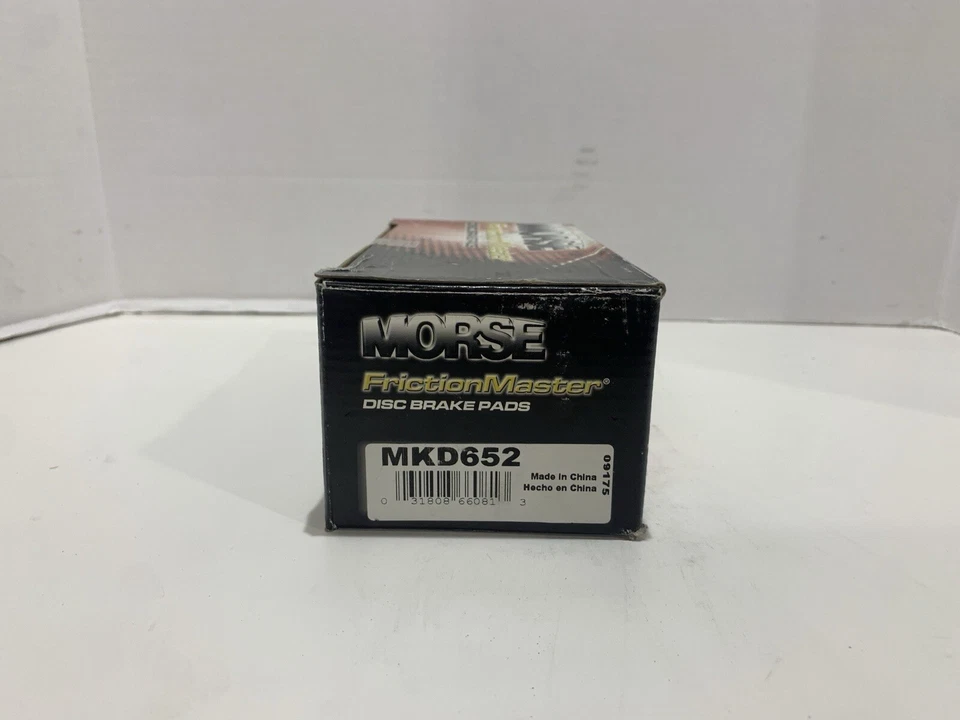 MORSE
FrictionMaster®
DISC BRAKE PADS
MKD652
Made in China
Hecho en China
09175
0 31808 66081 3